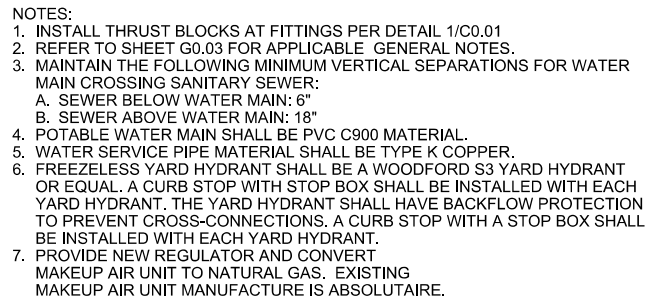 NOTES:
1. INSTALL THRUST BLOCKS AT FITTINGS PER DETAIL 1/C0.01
2. REFER TO SHEET G0.03 FOR APPLICABLE GENERAL NOTES.
3. MAINTAIN THE FOLLOWING MINIMUM VERTICAL SEPARATIONS FOR WATER
MAIN CROSSING SANITARY SEWER:
A. SEWER BELOW WATER MAIN: 6"
B. SEWER ABOVE WATER MAIN: 18"
4. POTABLE WATER MAIN SHALL BE PVC C900 MATERIAL.
5. WATER SERVICE PIPE MATERIAL SHALL BE TYPE K COPPER.
6. FREEZELESS YARD HYDRANT SHALL BE A WOODFORD S3 YARD HYDRANT
OR EQUAL. A CURB STOP WITH STOP BOX SHALL BE INSTALLED WITH EACH
YARD HYDRANT. THE YARD HYDRANT SHALL HAVE BACKFLOW PROTECTION
TO PREVENT CROSS-CONNECTIONS. A CURB STOP WITH A STOP BOX SHALL
BE INSTALLED WITH EACH YARD HYDRANT.
7. PROVIDE NEW REGULATOR AND CONVERT
MAKEUP AIR UNIT TO NATURAL GAS. EXISTING
MAKEUP AIR UNIT MANUFACTURE IS ABSOLUTAIRE.